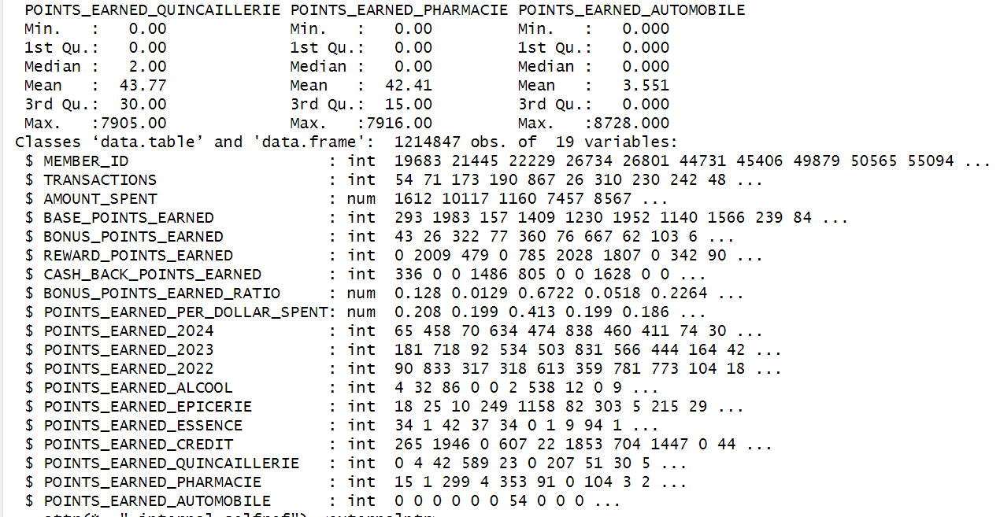 POINTS_EARNED_QUINCAILLERIE POINTS_EARNED_PHARMACIE POINTS_EARNED_AUTOMOBILE
Min.   :   0.00             Min.   :   0.00         Min.   :   0.000
1st Qu.:   0.00             1st Qu.:   0.00         1st Qu.:   0.000
Median :   2.00             Median :   0.00         Median :   0.000
Mean   :  43.77             Mean   :  42.41         Mean   :   3.551
3rd Qu.:  30.00             3rd Qu.:  15.00         3rd Qu.:   0.000
Max.   :7905.00             Max.   :7916.00         Max.   :8728.000
Classes ‘data.table’ and 'data.frame':  1214847 obs. of  19 variables:
 $ MEMBER_ID                     : int  19683 21445 22229 26734 26801 44731 45406 49879 50565 55094 ...
 $ TRANSACTIONS                  : int  54 71 173 190 867 26 310 230 242 48 ...
 $ AMOUNT_SPENT                  : num  1612 10117 1160 7457 8567 ...
 $ BASE_POINTS_EARNED            : int  293 1983 157 1409 1230 1952 1140 1566 239 84 ...
 $ BONUS_POINTS_EARNED           : int  43 26 322 77 360 76 667 62 103 6 ...
 $ REWARD_POINTS_EARNED          : int  0 2009 479 0 785 2028 1807 0 342 90 ...
 $ CASH_BACK_POINTS_EARNED       : int  336 0 0 1486 805 0 0 1628 0 0 ...
 $ BONUS_POINTS_EARNED_RATIO     : num  0.128 0.0129 0.6722 0.0518 0.2264 ...
 $ POINTS_EARNED_PER_DOLLAR_SPENT: num  0.208 0.199 0.413 0.199 0.186 ...
 $ POINTS_EARNED_2024            : int  65 458 70 634 474 838 460 411 74 30 ...
 $ POINTS_EARNED_2023            : int  181 718 92 534 503 831 566 444 164 42 ...
 $ POINTS_EARNED_2022            : int  90 833 317 318 613 359 781 773 104 18 ...
 $ POINTS_EARNED_ALCOOL          : int  4 32 86 0 0 2 538 12 0 9 ...
 $ POINTS_EARNED_EPICERIE        : int  18 25 10 249 1158 82 303 5 215 29 ...
 $ POINTS_EARNED_ESSENCE         : int  34 1 42 37 34 0 1 9 94 1 ...
 $ POINTS_EARNED_CREDIT          : int  265 1946 0 607 22 1853 704 1447 0 44 ...
 $ POINTS_EARNED_QUINCAILLERIE   : int  0 4 42 589 23 0 207 51 30 5 ...
 $ POINTS_EARNED_PHARMACIE       : int  15 1 299 4 353 91 0 104 3 2 ...
 $ POINTS_EARNED_AUTOMOBILE      : int  0 0 0 0 0 0 54 0 0 0 ...